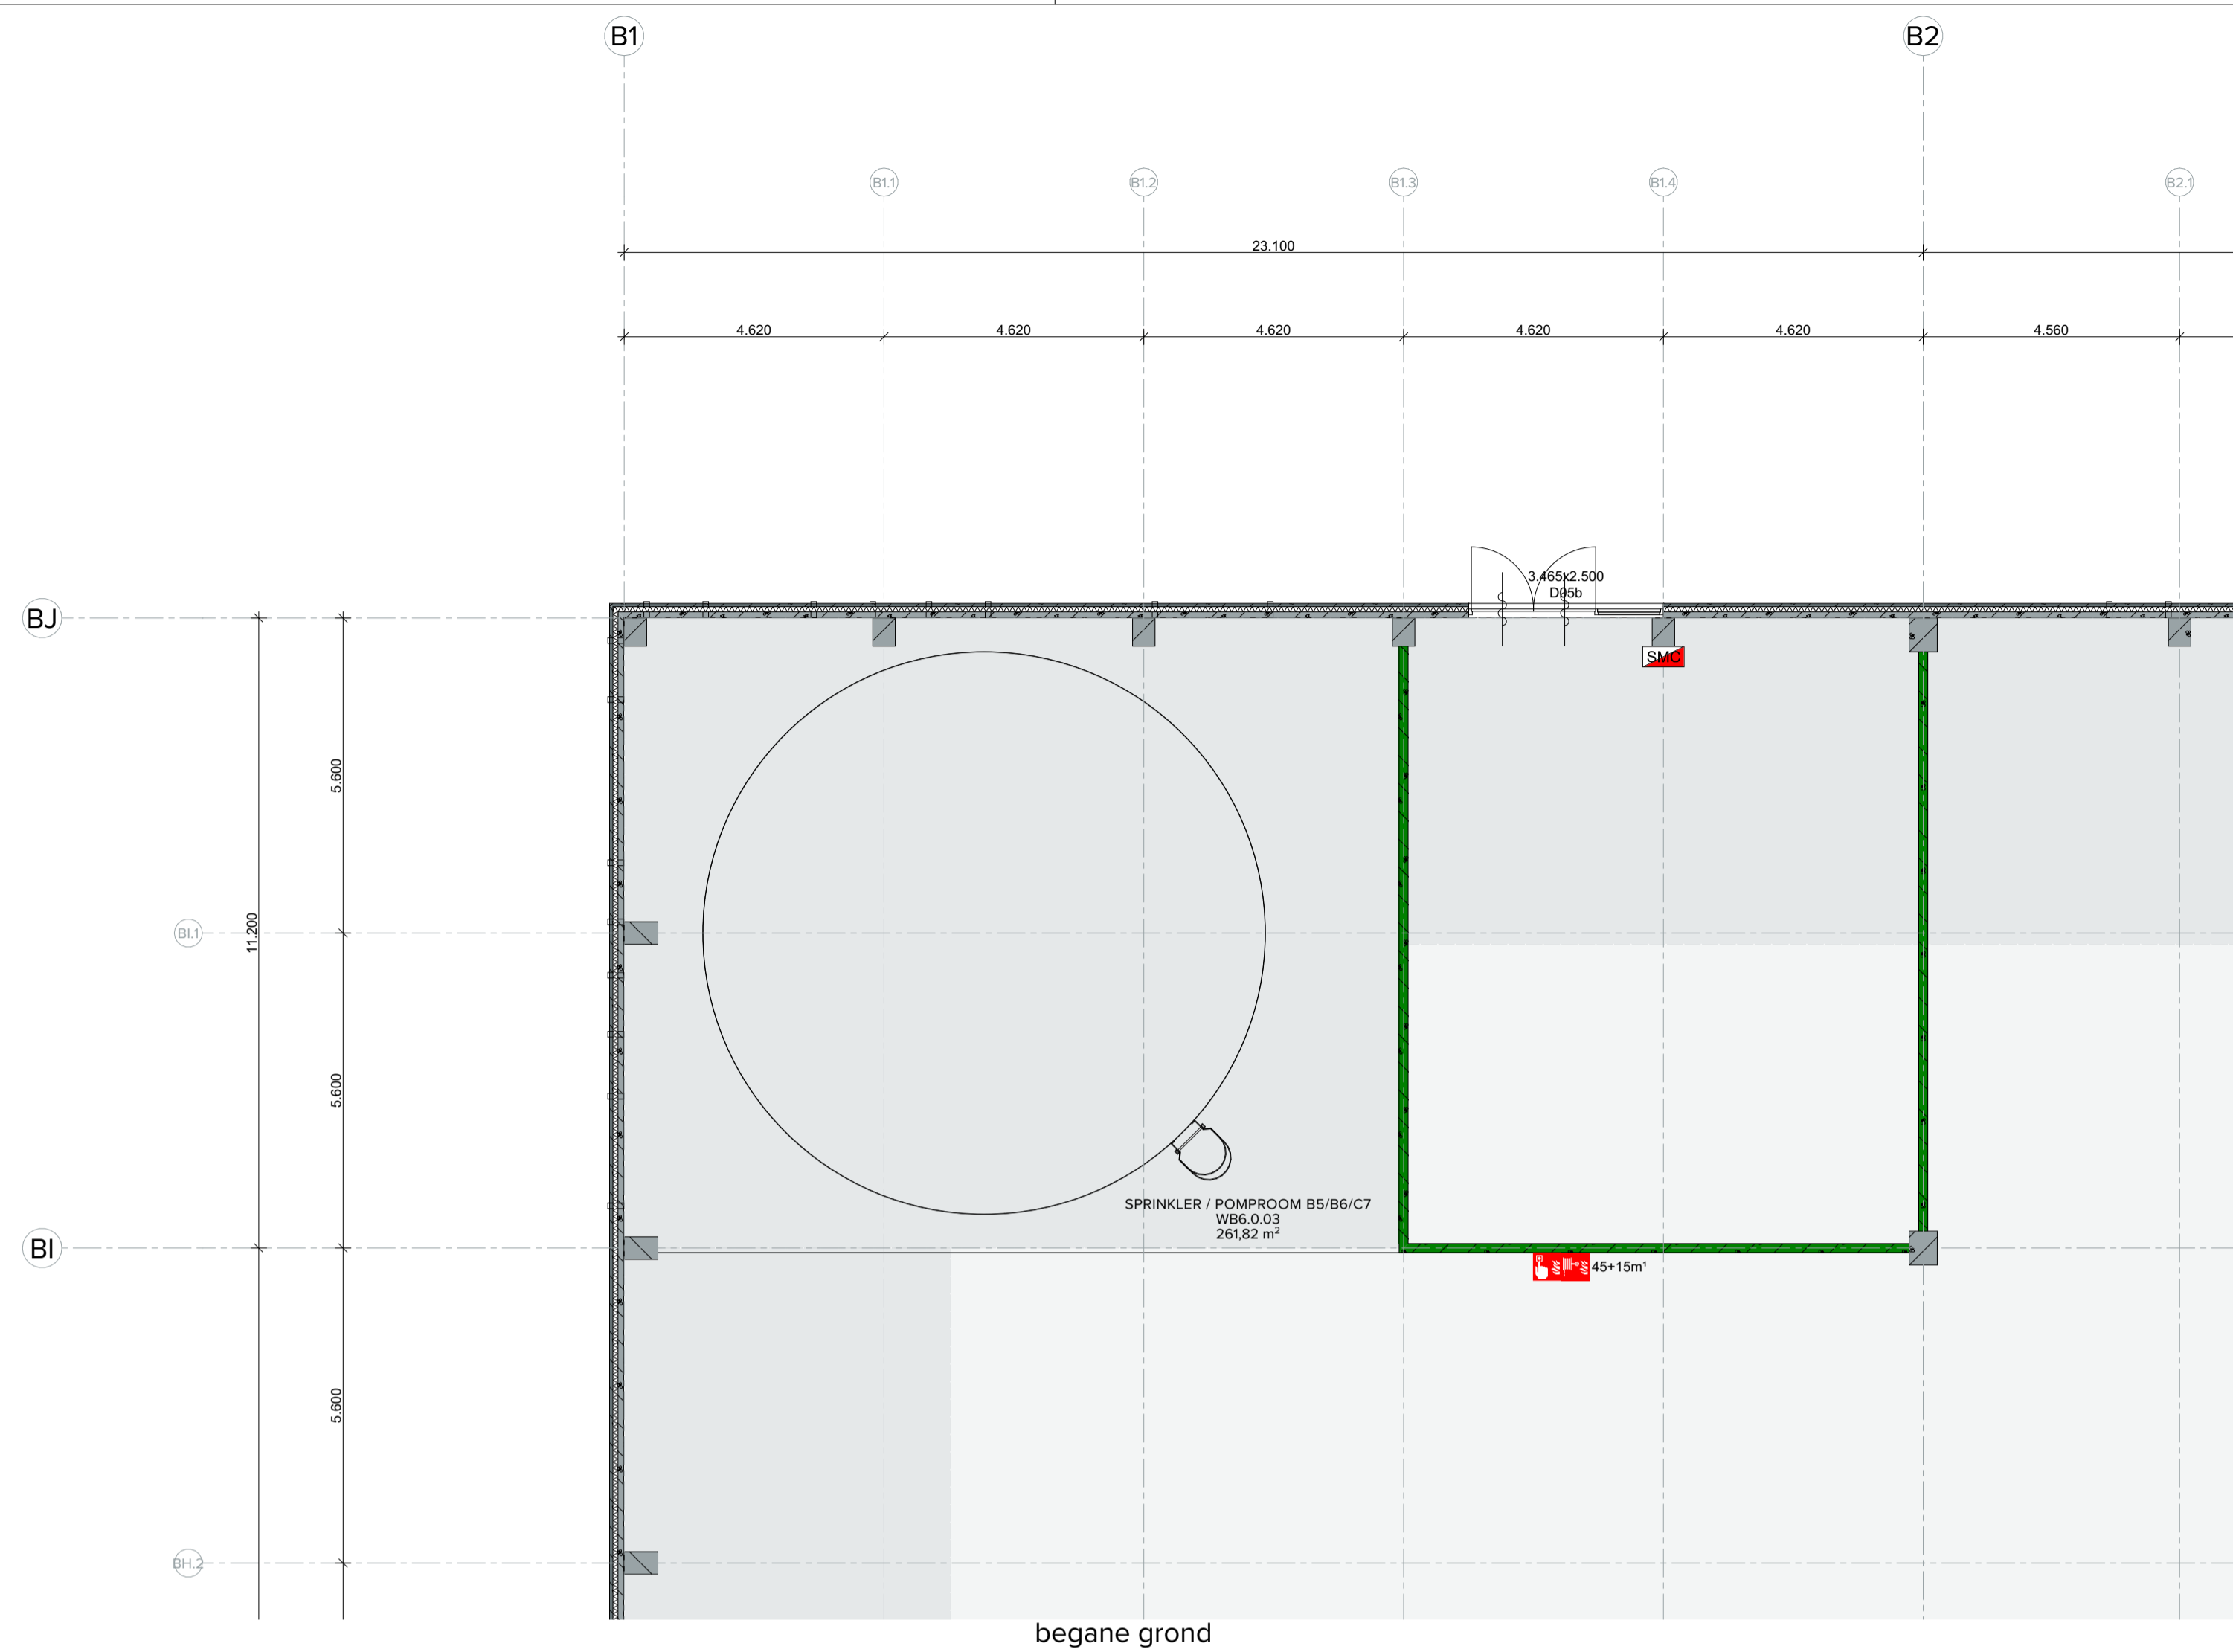 B1
B2
B1.1
B1.2
B1.3
B1.4
B2.1
23.100
4.620
4.620
4.620
4.620
4.620
4.560
3.465x2.500
D05b
BJ
SMC
5.600
BI.1
11.200
5.600
SPRINKLER / POMPROOM B5/B6/C7
WB6.0.03
261,82 m²
BI
45+15m¹
5.600
BH.2
begane grond